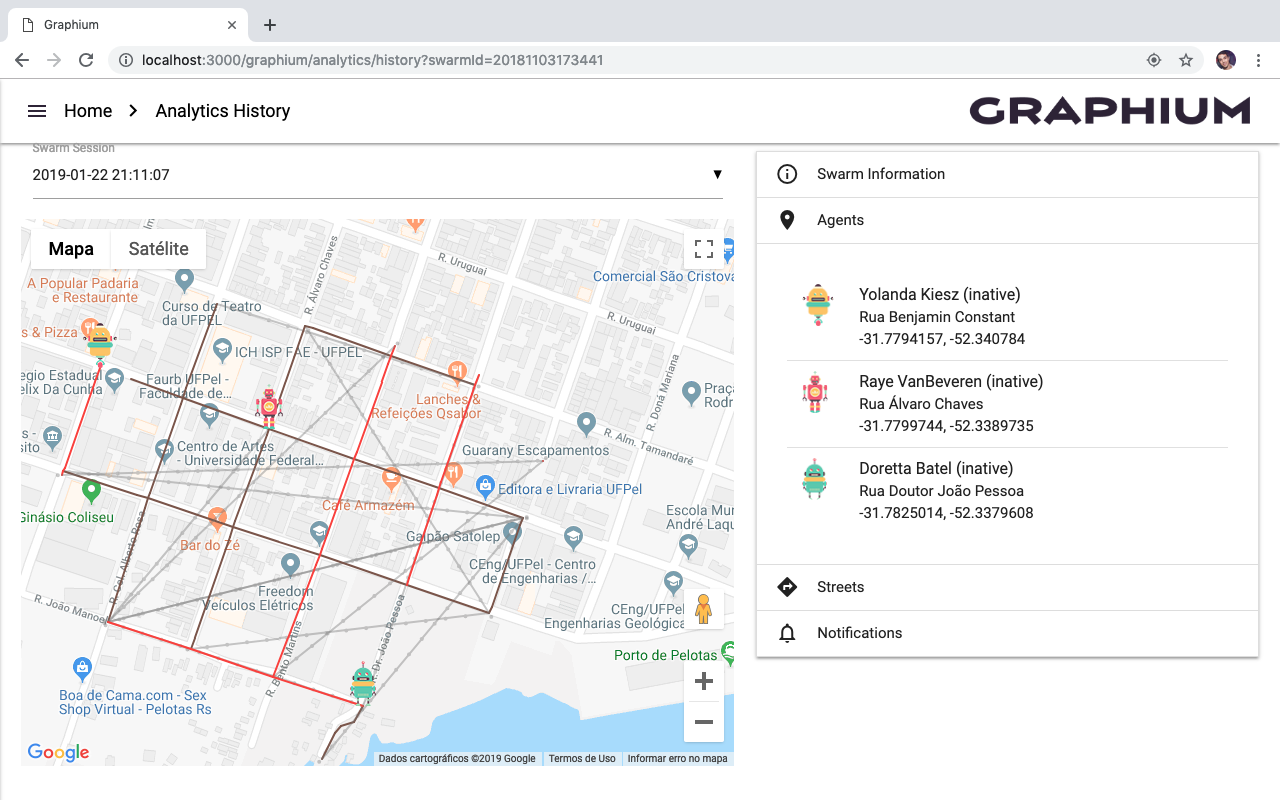 Graphium
localhost:3000/graphium/analytics/history?swarmId=20181103173441
Home
Analytics History
GRAPHIUM
Swarm Session
2019-01-22 21:11:07
Mapa
Satélite
R. Uruguai
R. Álvaro Chaves
Comercial São Cristova
A Popular Padaria
e Restaurante
Curso de Teatro
da UFPEL
R. Uruguai
s & Pizza
ICH ISP FAE - UFPEL
egio Estadual
elix Da Cunha
Faurb UFPel -
Faculdade de...
Lanches &
Refeições Qsabor
R. Doná Mariana
Praça
Rodr
s -
sito
Centro de Artes
- Universidade Federal...
Guarany Escapamentos
R. Alm. Tamandaré
Editora e Livraria UFPel
Ginásio Coliseu
Café Armazém
Escola Mun
André Laqu
Bar do Zé
Galpão Satolep
R. Cel. Alberto Rosa
CEng/UFPel - Centro
de Engenharias /...
Freedom
Veículos Elétricos
R. João Manoel
CEng/UFPel
Engenharias Geológica
R. Dr. João Pessoa
R. Bento Martins
Porto de Pelotas
Boa de Cama.com - Sex
Shop Virtual - Pelotas Rs
Google
Dados cartográficos ©2019 Google
Termos de Uso
Informar erro no mapa
Swarm Information
Agents
Yolanda Kiesz (inative)
Rua Benjamin Constant
-31.7794157, -52.340784
Raye VanBeveren (inative)
Rua Álvaro Chaves
-31.7799744, -52.3389735
Doretta Batel (inative)
Rua Doutor João Pessoa
-31.7825014, -52.3379608
Streets
Notifications